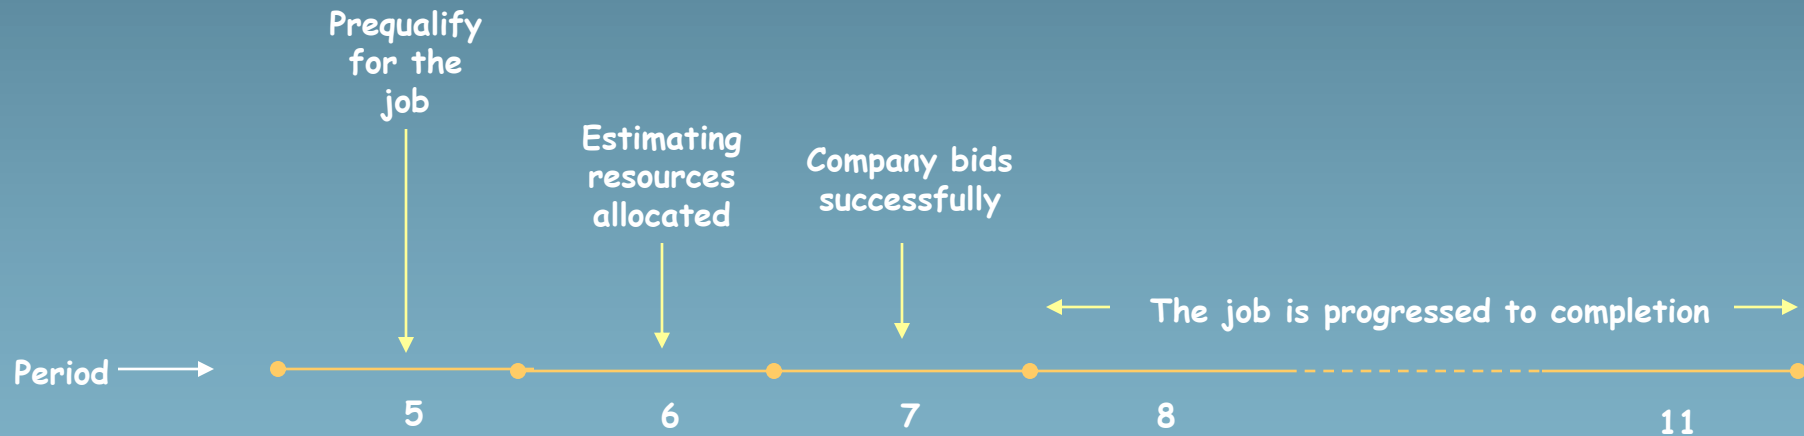 Prequalify
for the
job
Estimating
resources
allocated
Company bids
successfully
The job is progressed to completion
Period
5
6
7
8
11